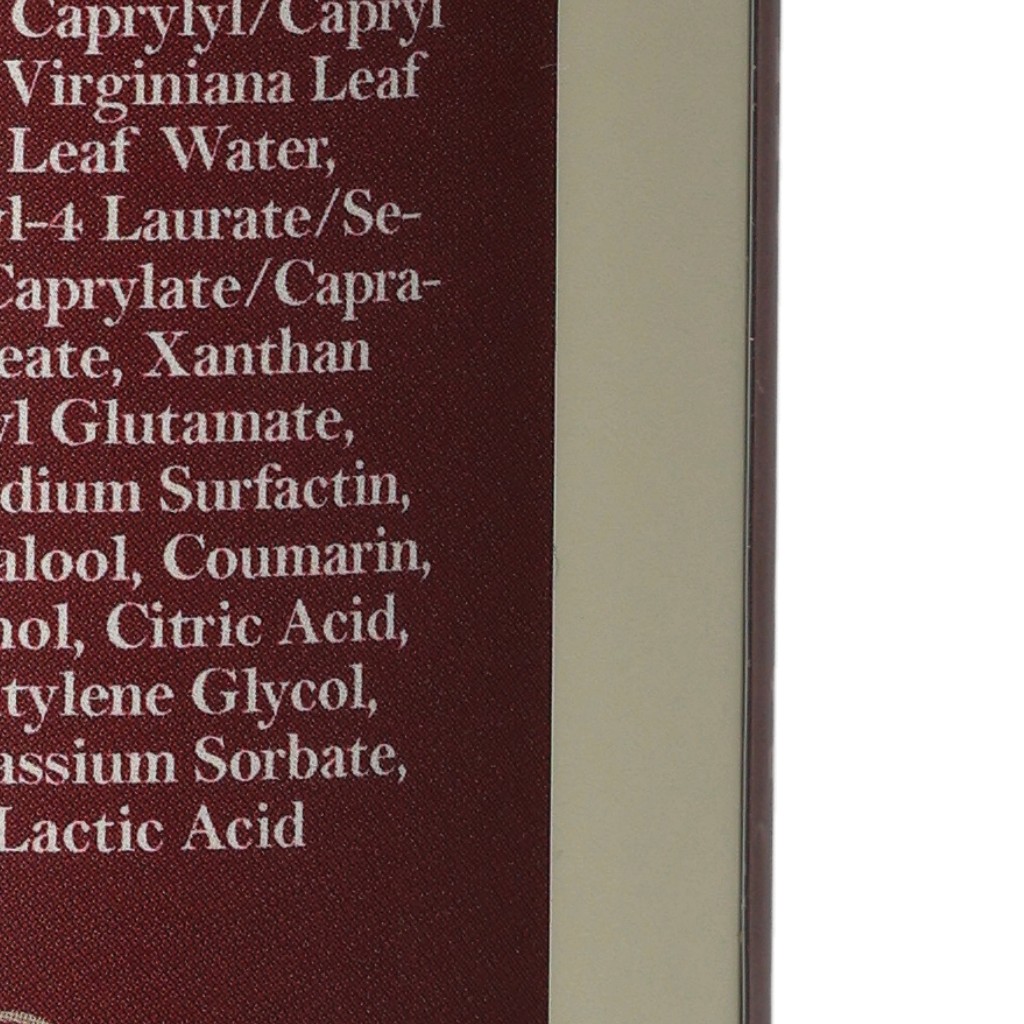 Caprylyl/Capryl
Virginiana Leaf
Leaf Water,
yl-4 Laurate/Se-
Caprylate/Capra-
eate, Xanthan
yl Glutamate,
dium Surfactin,
alool, Coumarin,
nol, Citric Acid,
tylene Glycol,
assium Sorbate,
Lactic Acid